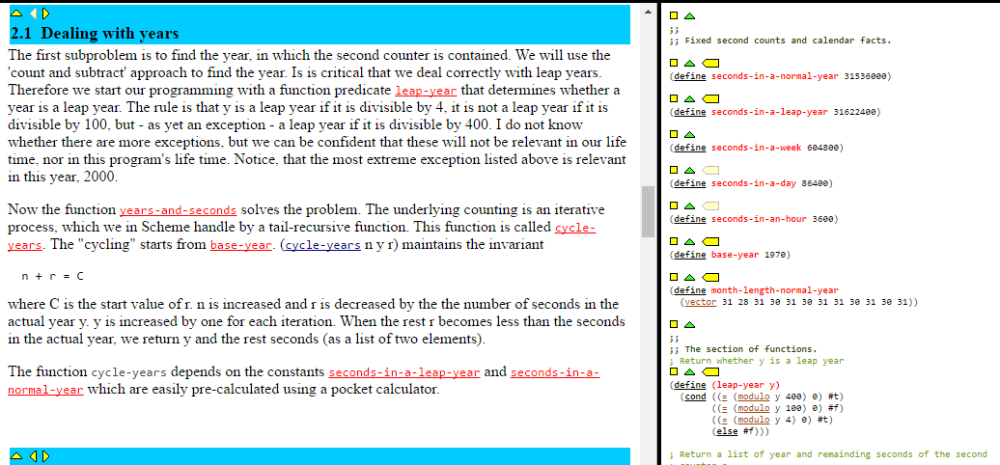 2.1 Dealing with years
The first subproblem is to find the year, in which the second counter is contained. We will use the
'count and subtract' approach to find the year. Is is critical that we deal correctly with leap years.
Therefore we start our programming with a function predicate leap-year that determines whether a
year is a leap year. The rule is that y is a leap year if it is divisible by 4, it is not a leap year if it is
divisible by 100, but - as yet an exception - a leap year if it is divisible by 400. I do not know
whether there are more exceptions, but we can be confident that these will not be relevant in our life
time, nor in this program's life time. Notice, that the most extreme exception listed above is relevant
in this year, 2000.
Now the function years-and-seconds solves the problem. The underlying counting is an iterative
process, which we in Scheme handle by a tail-recursive function. This function is called cycle-
years. The "cycling" starts from base-year. (cycle-years n y r) maintains the invariant
n + r = C
where C is the start value of r. n is increased and r is decreased by the the number of seconds in the
actual year y. y is increased by one for each iteration. When the rest r becomes less than the seconds
in the actual year, we return y and the rest seconds (as a list of two elements).
The function cycle-years depends on the constants seconds-in-a-leap-year and seconds-in-a-
normal-year which are easily pre-calculated using a pocket calculator.
;;
;; Fixed second counts and calendar facts.
(define seconds-in-a-normal-year 31536000)
(define seconds-in-a-leap-year 31622400)
(define seconds-in-a-week 604800)
(define seconds-in-a-day 86400)
(define seconds-in-an-hour 3600)
(define base-year 1970)
(define month-length-normal-year
(vector 31 28 31 30 31 30 31 31 30 31 30 31))
;;
;; The section of functions.
; Return whether y is a leap year
(define (leap-year y)
(cond ((= (modulo y 400) 0) #t)
((= (modulo y 100) 0) #f)
((= (modulo y 4) 0) #t)
(else #f)))
; Return a list of year and remainding seconds of the second